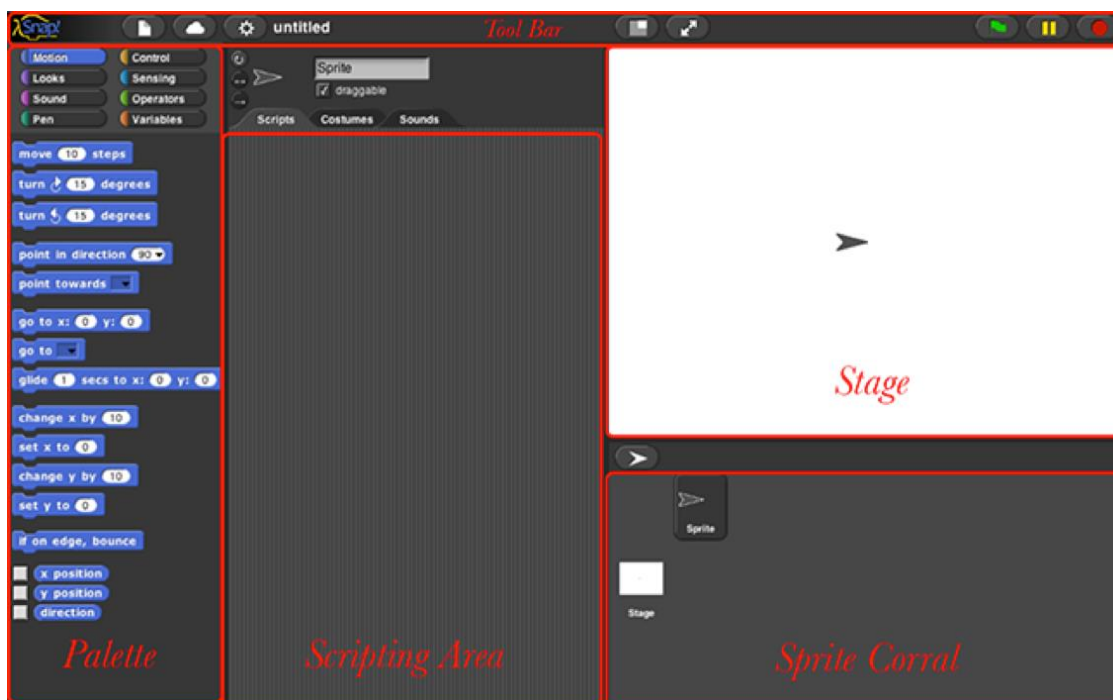 Snap!
untitled
Tool Bar
Motion
Control
Looks
Sensing
Sound
Operators
Pen
Variables
Sprite
draggable
Scripts Costumes Sounds
move 10 steps
turn 15 degrees
turn 15 degrees
point in direction 90
point towards
go to x: 0 y: 0
go to
glide 1 secs to x: 0 y: 0
change x by 10
set x to 0
change y by 10
set y to 0
if on edge, bounce
x position
y position
direction
Palette
Scripting Area
Stage
Sprite
Stage
Sprite Corral